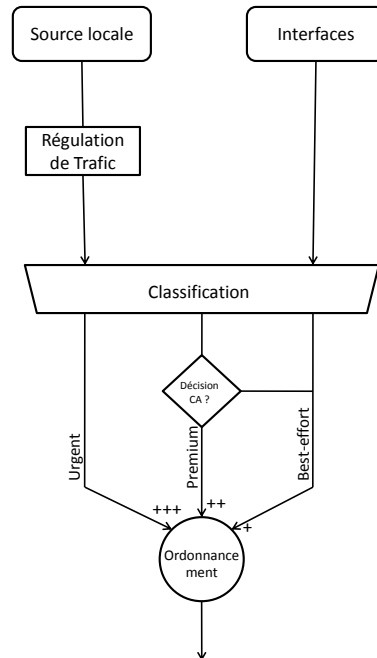 Source locale
Interfaces
Régulation
de Trafic
Classification
Décision
CA ?
Urgent
Premium
Best-effort
+++
++
+
Ordonnance
ment